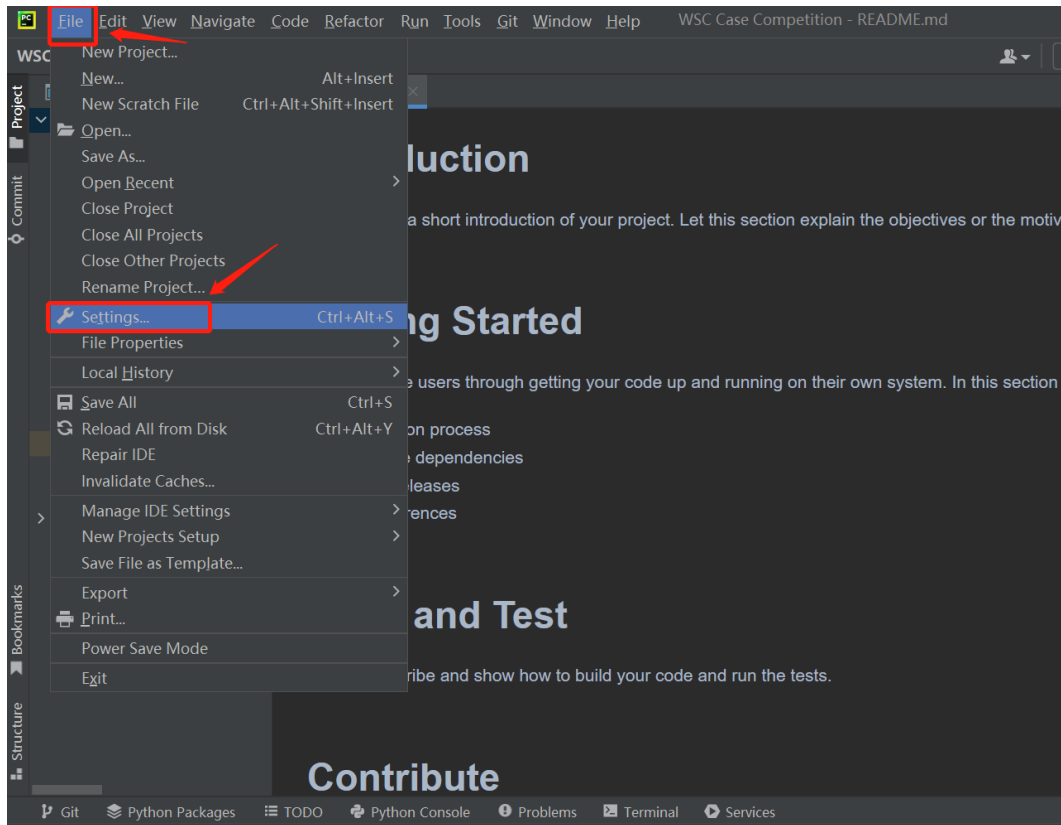 PC
File Edit View Navigate Code Refactor Run Tools Git Window Help WSC Case Competition - README.md
WSC
Project
Commit
Bookmarks
Structure
New Project...
New... Alt+Insert
New Scratch File Ctrl+Alt+Shift+Insert
Open...
Save As...
Open Recent
Close Project
Close All Projects
Close Other Projects
Rename Project...
Settings... Ctrl+Alt+S
File Properties
Local History
Save All Ctrl+S
Reload All from Disk Ctrl+Alt+Y
Repair IDE
Invalidate Caches...
Manage IDE Settings
New Projects Setup
Save File as Template...
Export
Print...
Power Save Mode
Exit
luction
a short introduction of your project. Let this section explain the objectives or the motiv
ng Started
users through getting your code up and running on their own system. In this section
on process
dependencies
leases
rences
and Test
ribe and show how to build your code and run the tests.
Contribute
Git Python Packages TODO Python Console Problems Terminal Services